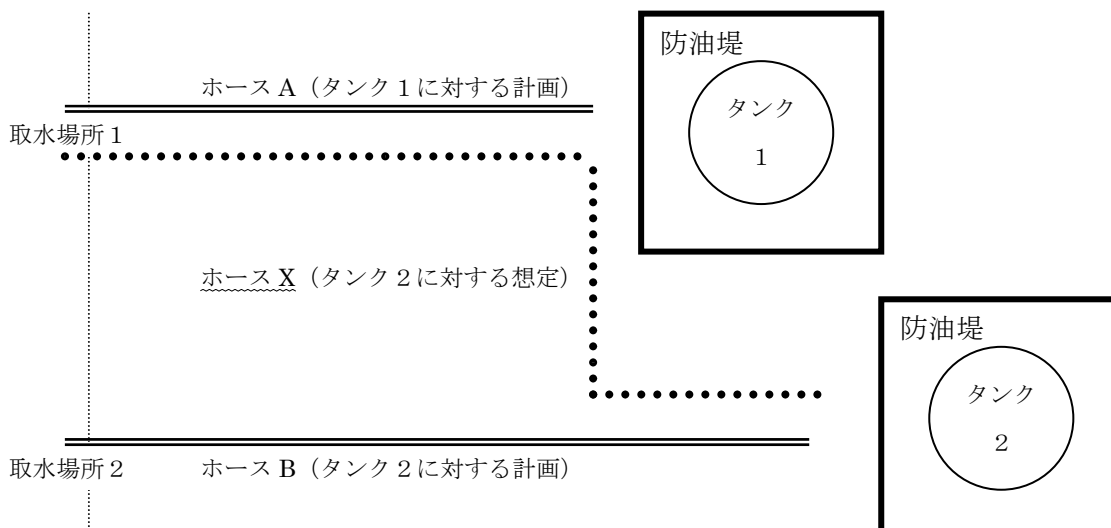 防油堤
ホース A（タンク１に対する計画）
タンク
１
取水場所１
ホース X（タンク２に対する想定）
防油堤
タンク
２
取水場所２
ホース B（タンク２に対する計画）